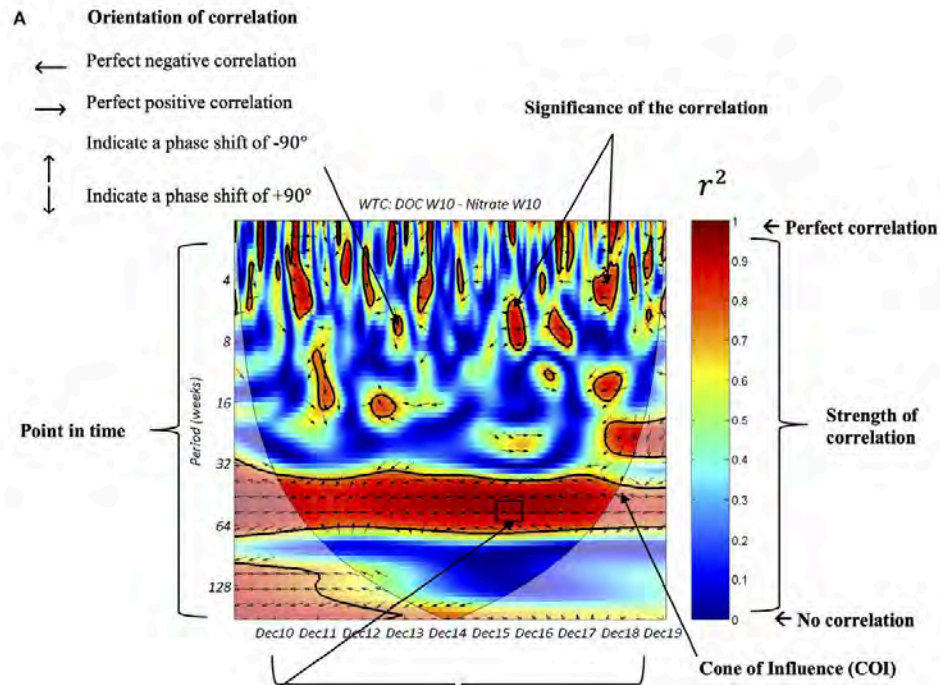 A
Orientation of correlation
Perfect negative correlation
Perfect positive correlation
Indicate a phase shift of -90°
Indicate a phase shift of +90°
Significance of the correlation
WTC: DOC W10 - Nitrate W10
r²
← Perfect correlation
1
0.9
0.8
0.7
0.6
0.5
0.4
0.3
0.2
0.1
0
Strength of
correlation
← No correlation
Point in time
Period (weeks)
4
8
16
32
64
128
Dec10 Dec11 Dec12 Dec13 Dec14 Dec15 Dec16 Dec17 Dec18 Dec19
Cone of Influence (COI)